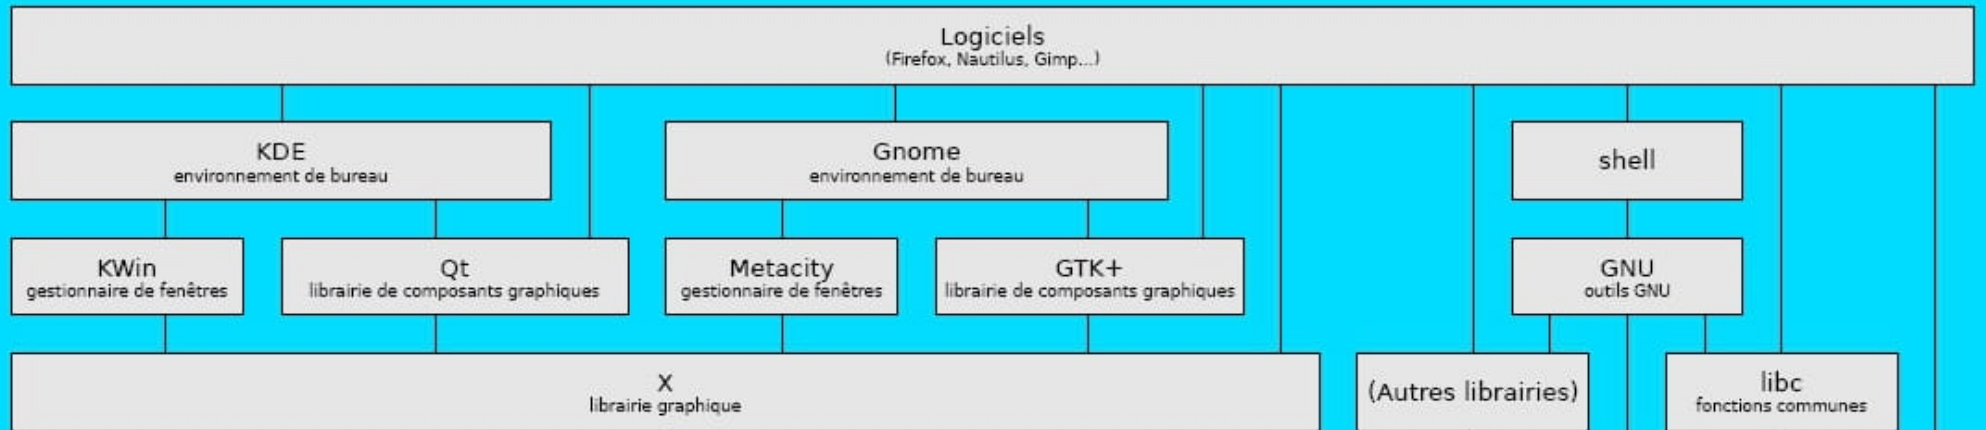 Logiciels
(Firefox, Nautilus, Gimp...)
KDE
environnement de bureau
Gnome
environnement de bureau
shell
KWin
gestionnaire de fenêtres
Qt
librairie de composants graphiques
Metacity
gestionnaire de fenêtres
GTK+
librairie de composants graphiques
GNU
outils GNU
X
librairie graphique
(Autres librairies)
libc
fonctions communes